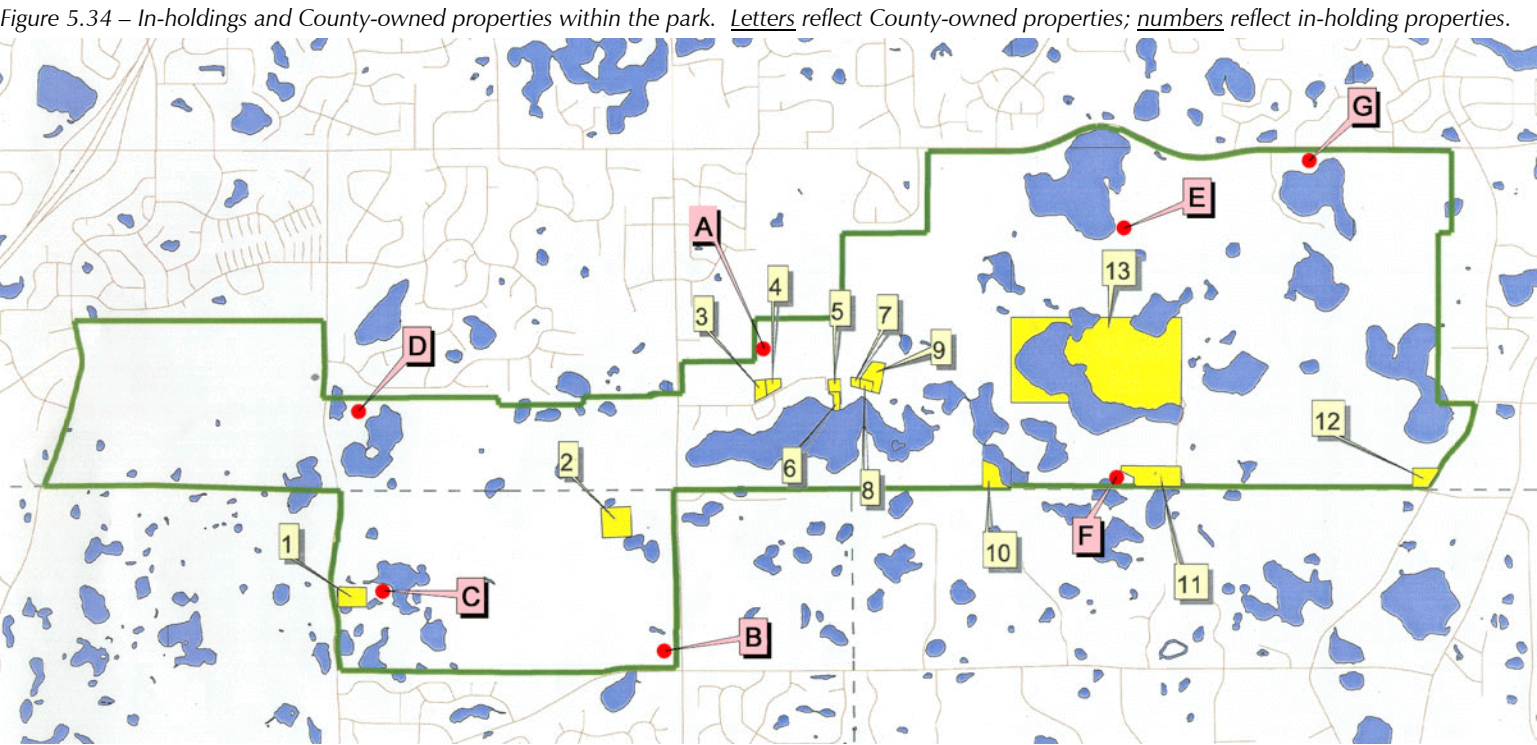 Figure 5.34 – In-holdings and County-owned properties within the park. Letters reflect County-owned properties; numbers reflect in-holding properties.
G
E
A
13
4
3
5
7
9
D
12
2
6
8
1
F
10
11
C
B